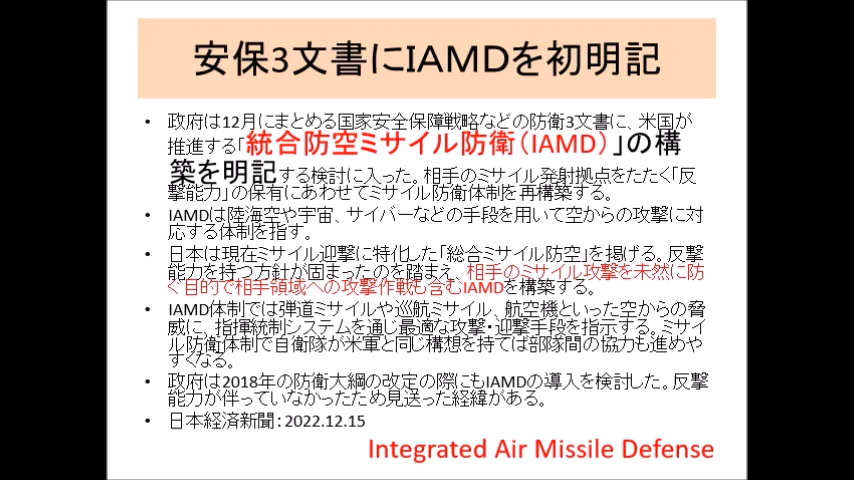 安保3文書にIAMDを初明記
• 政府は12月にまとめる国家安全保障戦略などの防衛3文書に、米国が
推進する「統合防空ミサイル防衛（IAMD）」の構
築を明記する検討に入った。相手のミサイル発射拠点をたたく「反
撃能力」の保有にあわせてミサイル防衛体制を再構築する。
• IAMDは陸海空や宇宙、サイバーなどの手段を用いて空からの攻撃に対
応する体制を指す。
• 日本は現在ミサイル迎撃に特化した「総合ミサイル防空」を掲げる。反撃
能力を持つ方針が固まったのを踏まえ、相手のミサイル攻撃を未然に防
ぐ目的で相手領域への攻撃作戦も含むIAMDを構築する。
• IAMD体制では弾道ミサイルや巡航ミサイル、航空機といった空からの脅
威に、指揮統制システムを通じ最適な攻撃・迎撃手段を指示する。ミサイ
ル防衛体制で自衛隊が米軍と同じ構想を持てば部隊間の協力も進めや
すくなる。
• 政府は2018年の防衛大綱の改定の際にもIAMDの導入を検討した。反撃
能力が伴っていなかったため見送った経緯がある。
• 日本経済新聞：2022.12.15
Integrated Air Missile Defense